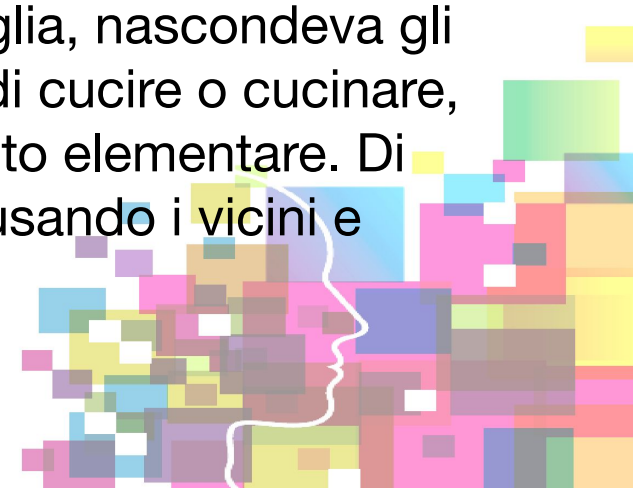 glia, nascondeva gli
di cucire o cucinare,
to elementare. Di
usando i vicini e